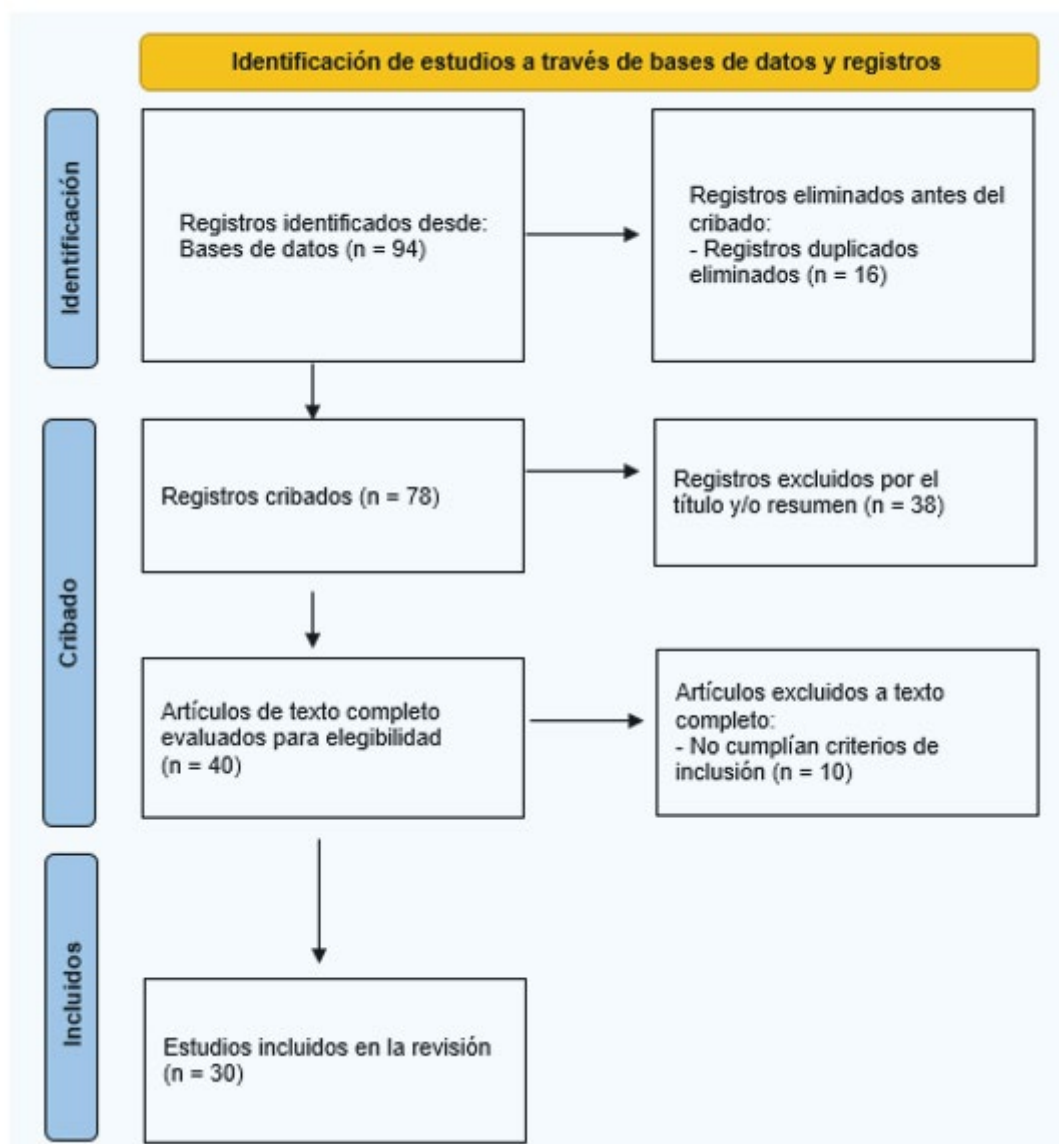 Identificación de estudios a través de bases de datos y registros
Identificación
Registros identificados desde:
Bases de datos (n = 94)
Registros eliminados antes del
cribado:
- Registros duplicados
eliminados (n = 16)
Cribado
Registros cribados (n = 78)
Registros excluidos por el
título y/o resumen (n = 38)
Artículos de texto completo
evaluados para elegibilidad
(n = 40)
Artículos excluidos a texto
completo:
- No cumplían criterios de
inclusión (n = 10)
Incluidos
Estudios incluidos en la revisión
(n = 30)